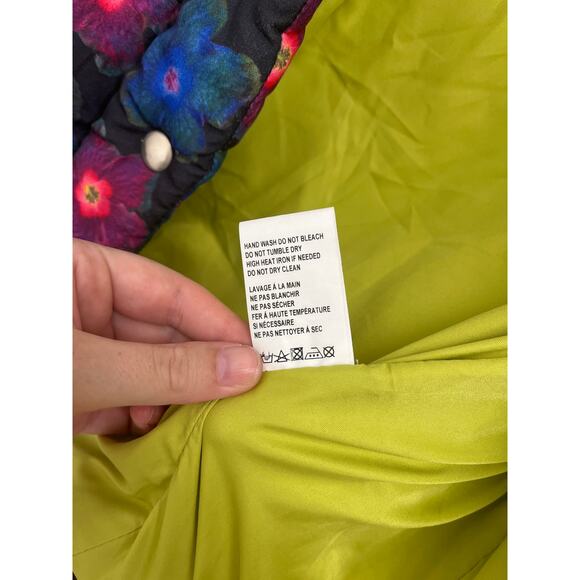 HAND WASH DO NOT BLEACH
DO NOT TUMBLE DRY
HIGH HEAT IRON IF NEEDED
DO NOT DRY CLEAN
LAVAGE À LA MAIN
NE PAS BLANCHIR
NE PAS SÉCHER
FER À HAUTE TEMPÉRATURE
SI NÉCESSAIRE
NE PAS NETTOYER À SEC